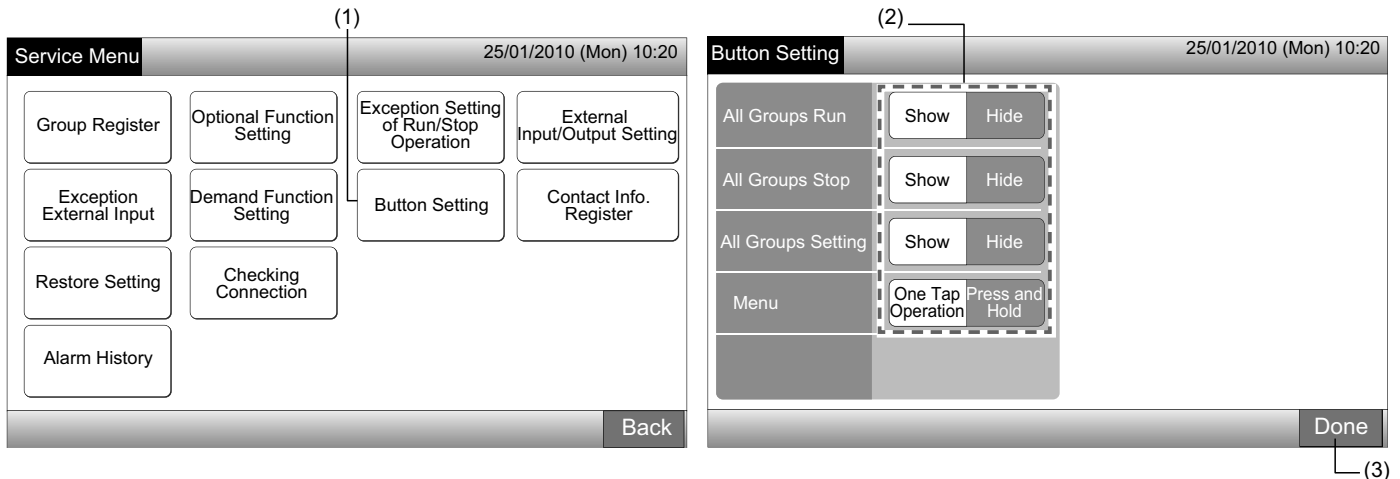 (1)
Service Menu
25/01/2010 (Mon) 10:20
Group Register
Optional Function
Setting
Exception Setting
of Run/Stop
Operation
External
Input/Output Setting
Exception
External Input
Demand Function
Setting
Button Setting
Contact Info.
Register
Restore Setting
Checking
Connection
Alarm History
Back
(2)
Button Setting
25/01/2010 (Mon) 10:20
All Groups Run
Show
Hide
All Groups Stop
Show
Hide
All Groups Setting
Show
Hide
Menu
One Tap
Operation
Press and
Hold
Done
(3)